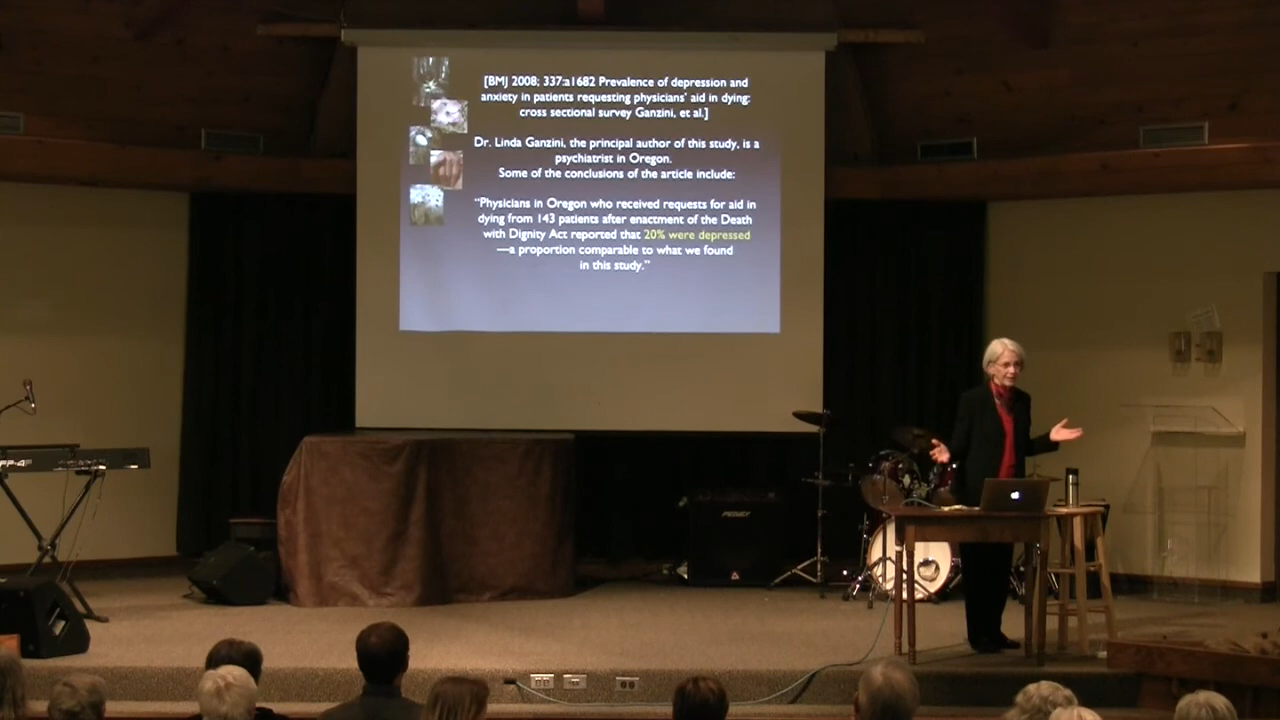 [BMJ 2008; 337:a1682 Prevalence of depression and
anxiety in patients requesting physicians' aid in dying:
cross sectional survey Ganzini, et al.]
Dr. Linda Ganzini, the principal author of this study, is a
psychiatrist in Oregon.
Some of the conclusions of the article include:
“Physicians in Oregon who received requests for aid in
dying from 143 patients after enactment of the Death
with Dignity Act reported that 20% were depressed
—a proportion comparable to what we found
in this study.”
PEAVEY